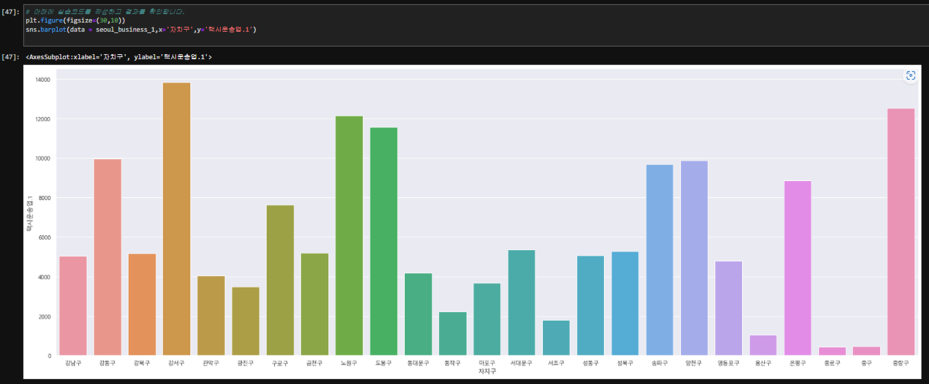 [47]: # 아래에 실습코드를 작성하고 결과를 확인합니다.
plt.figure(figsize=(30,10))
sns.barplot(data = seoul_business_1,x='자치구',y='택시운송업.1')
[47]: <AxesSubplot:xlabel='자치구', ylabel='택시운송업.1'>
14000
12000
10000
8000
6000
4000
2000
0
택시운송업.1
강남구 강동구 강북구 강서구 관악구 광진구 구로구 금천구 노원구 도봉구 동대문구 동작구 마포구 서대문구 서초구 성동구 성북구 송파구 양천구 영등포구 용산구 은평구 종로구 중구 중랑구
자치구